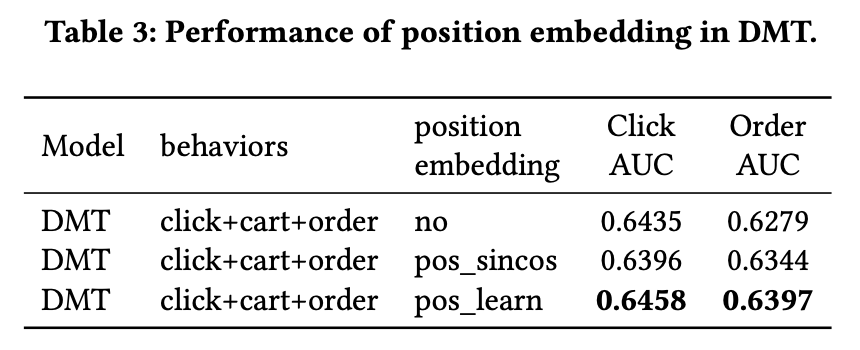 Table 3: Performance of position embedding in DMT.
Model behaviors position embedding Click AUC Order AUC
DMT click+cart+order no 0.6435 0.6279
DMT click+cart+order pos_sincos 0.6396 0.6344
DMT click+cart+order pos_learn 0.6458 0.6397